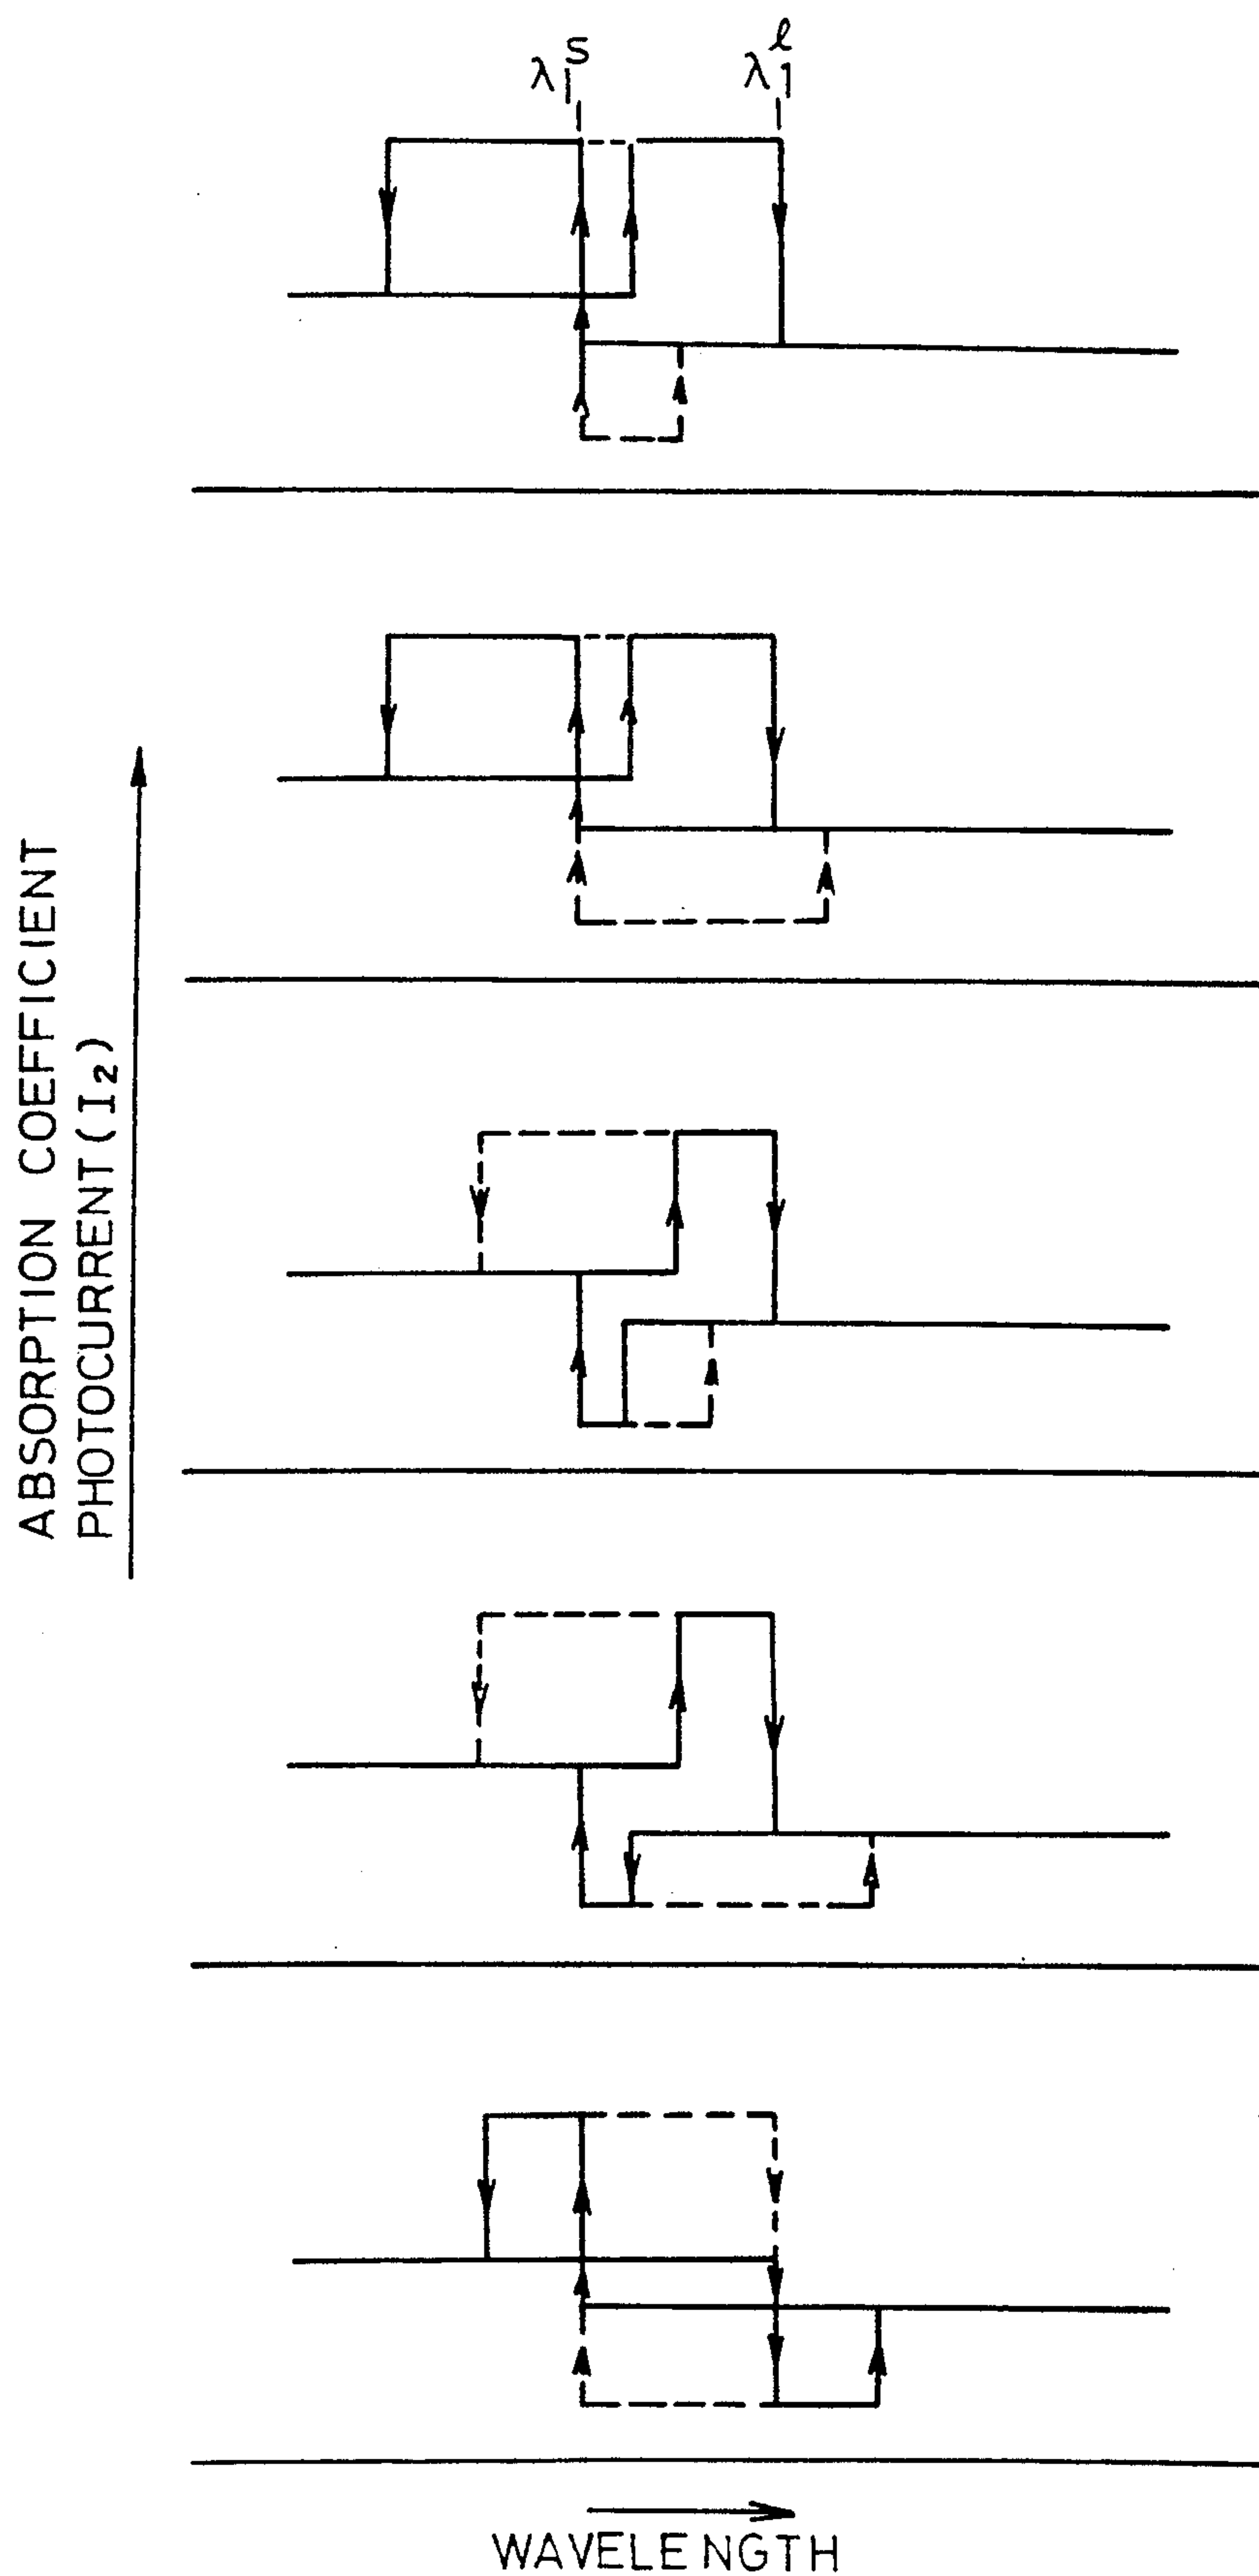 λ₁ˢ λ₁ˡ
ABSORPTION COEFFICIENT
PHOTOCURRENT (I₂)
WAVELENGTH